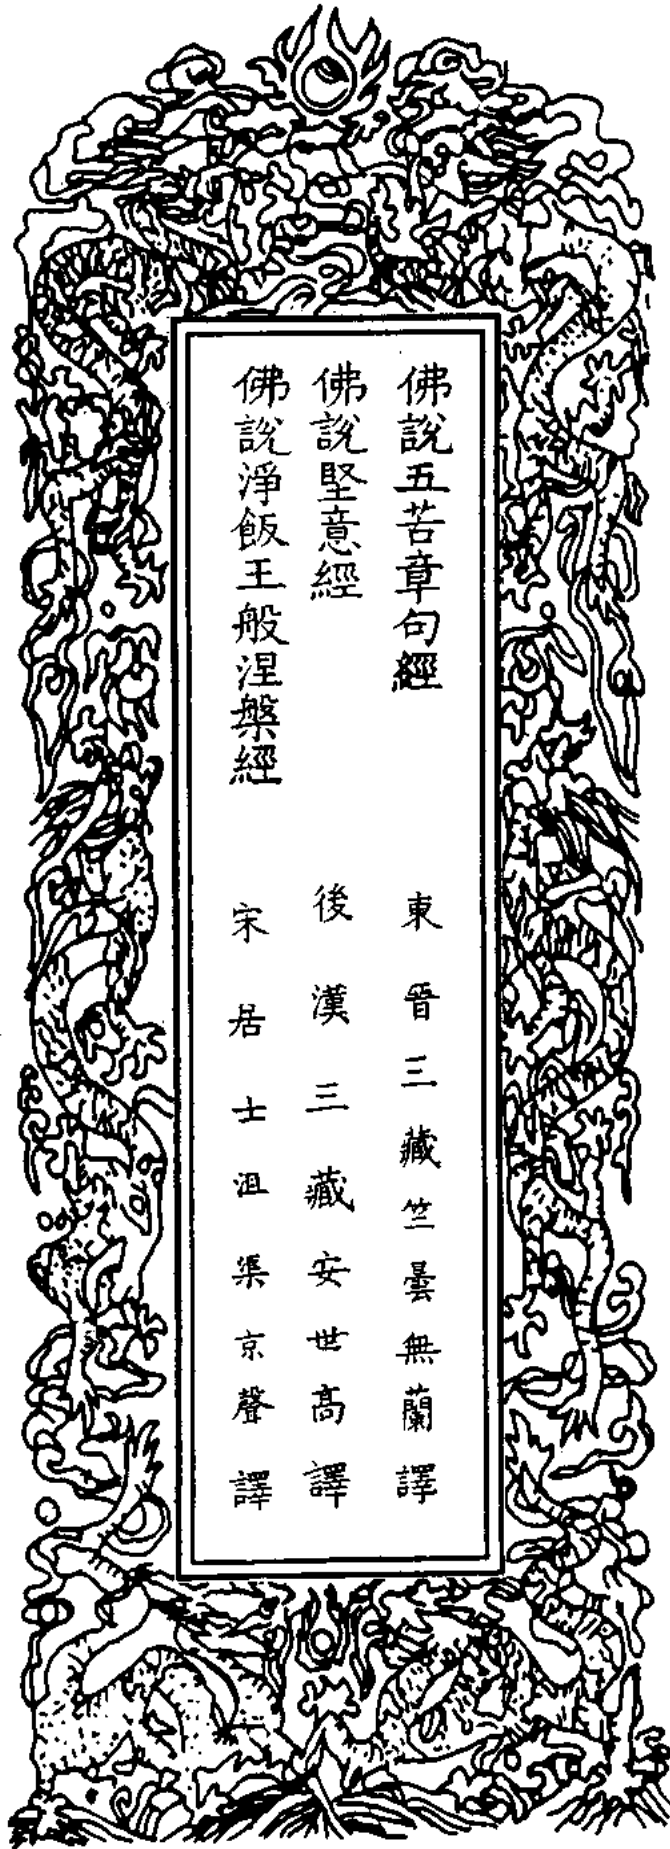 佛說五苦章句經 東晉三藏竺曇無蘭譯
佛說堅意經 後漢三藏安世高譯
佛說淨飯王般涅槃經 宋居士沮渠京聲譯